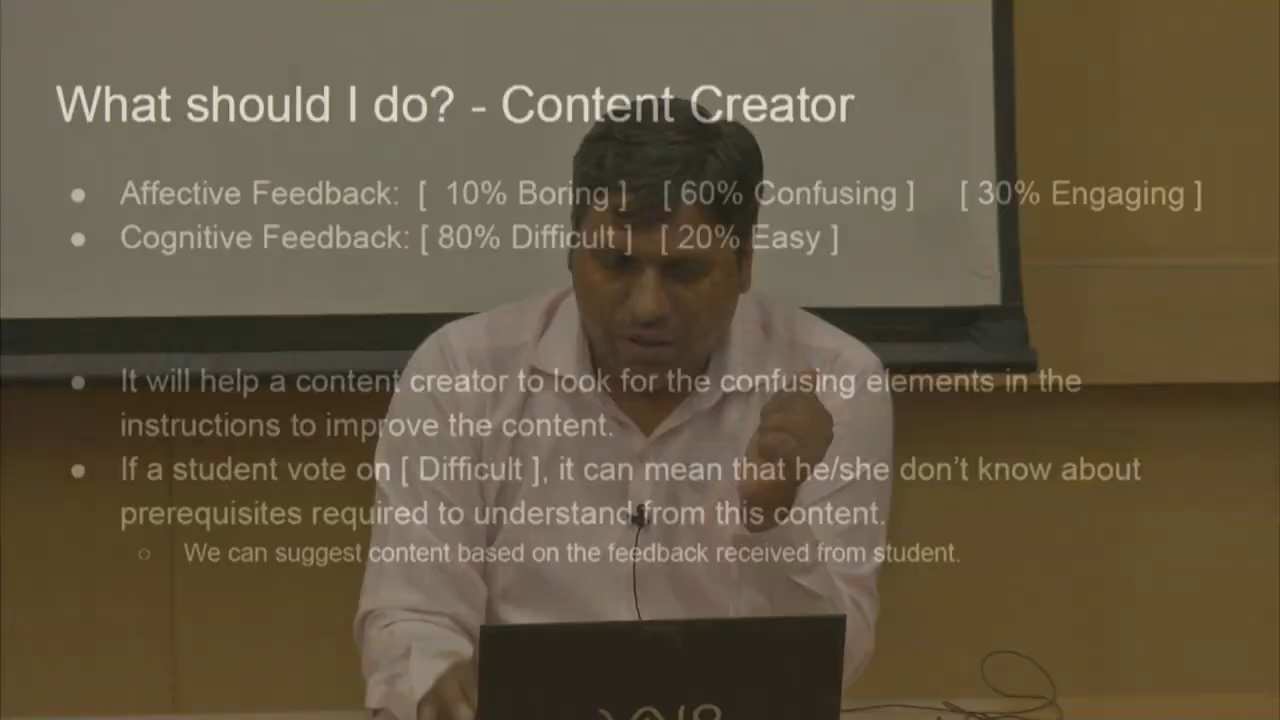 What should I do? - Content Creator
Affective Feedback: [ 10% Boring ] [ 60% Confusing ] [ 30% Engaging ]
Cognitive Feedback: [ 80% Difficult ] [ 20% Easy ]
It will help a content creator to look for the confusing elements in the
instructions to improve the content.
If a student vote on [ Difficult ], it can mean that he/she don't know about
prerequisites required to understand from this content.
We can suggest content based on the feedback received from student.